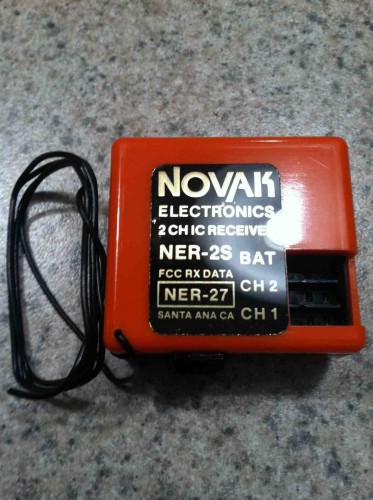 NOVAK
ELECTRONICS
2 CH IC RECEIVER
NER-2S BAT
FCC RX DATA
NER-27 CH 2
SANTA ANA CA CH 1